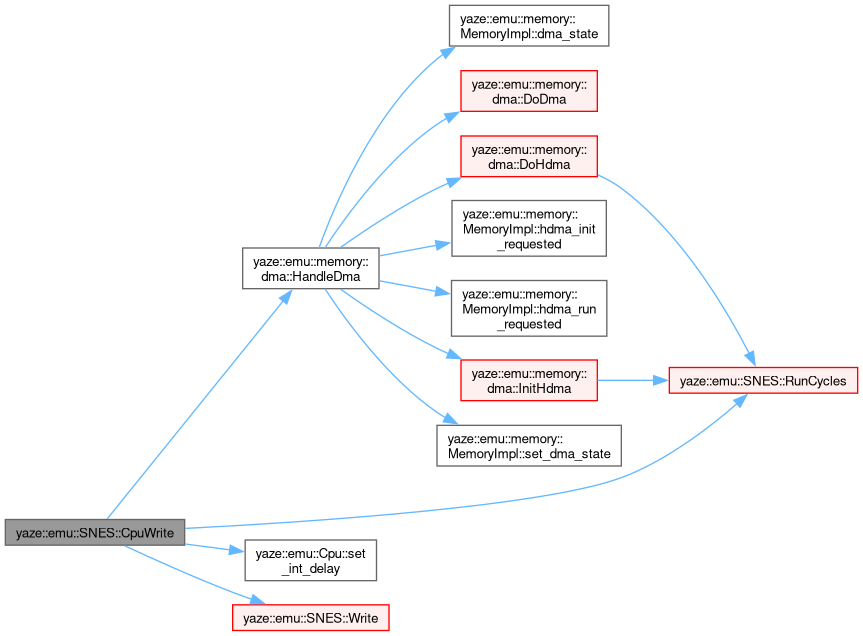 yaze::emu::memory::
MemoryImpl::dma_state
yaze::emu::memory::
dma::DoDma
yaze::emu::memory::
dma::DoHdma
yaze::emu::memory::
MemoryImpl::hdma_init
_requested
yaze::emu::memory::
dma::HandleDma
yaze::emu::memory::
MemoryImpl::hdma_run
_requested
yaze::emu::memory::
dma::InitHdma
yaze::emu::SNES::RunCycles
yaze::emu::memory::
MemoryImpl::set_dma_state
yaze::emu::SNES::CpuWrite
yaze::emu::Cpu::set
_int_delay
yaze::emu::SNES::Write